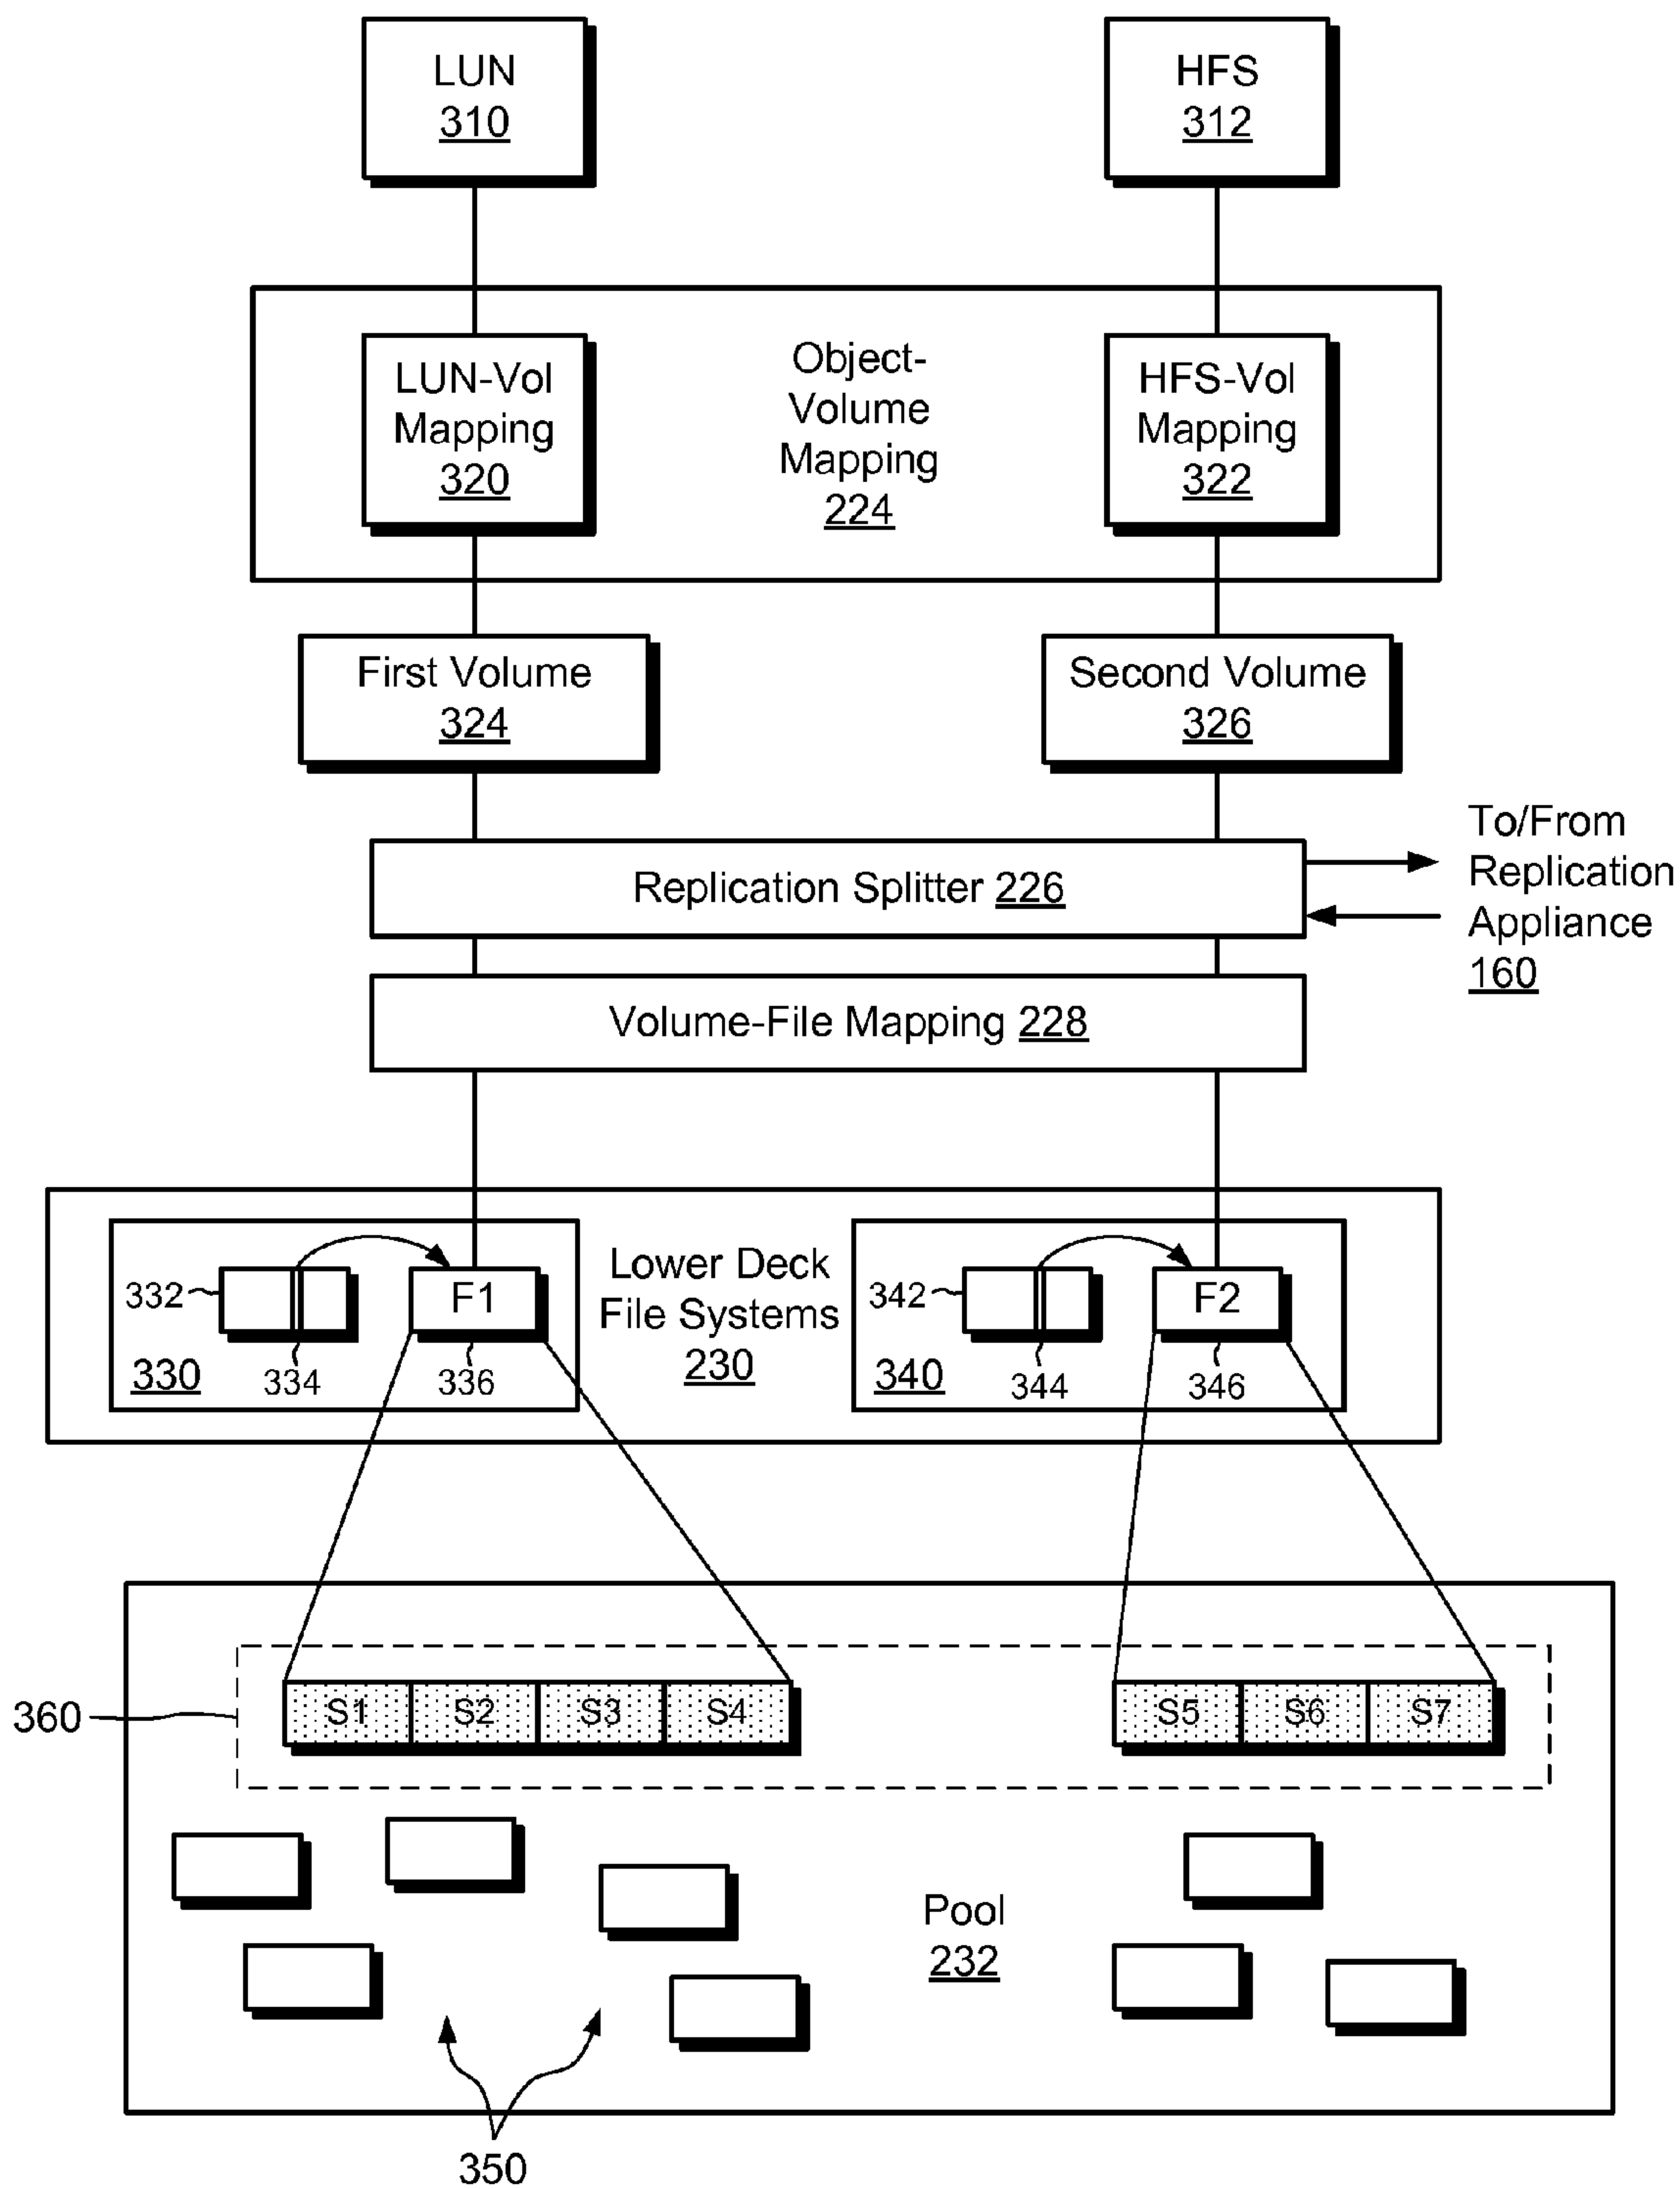 LUN
310
HFS
312
LUN-Vol
Mapping
320
Object-
Volume
Mapping
224
HFS-Vol
Mapping
322
First Volume
324
Second Volume
326
Replication Splitter 226
To/From
Replication
Appliance
160
Volume-File Mapping 228
332
F1
330
334
336
Lower Deck
File Systems
230
342
F2
340
344
346
360
S1 S2 S3 S4
S5 S6 S7
Pool
232
350